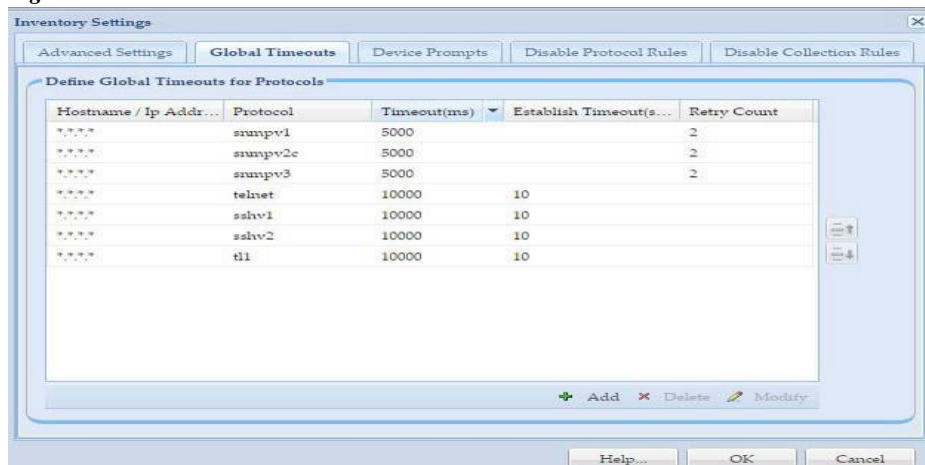 Inventory Settings
Advanced Settings Global Timeouts Device Prompts Disable Protocol Rules Disable Collection Rules
Define Global Timeouts for Protocols
Hostname / Ip Addr... Protocol Timeout(ms) Establish Timeout(s... Retry Count
*.*.*.* snmpv1 5000 2
*.*.*.* snmpv2c 5000 2
*.*.*.* snmpv3 5000 2
*.*.*.* telnet 10000 10
*.*.*.* sshv1 10000 10
*.*.*.* sshv2 10000 10
*.*.*.* tl1 10000 10
Add Delete Modify
Help... OK Cancel